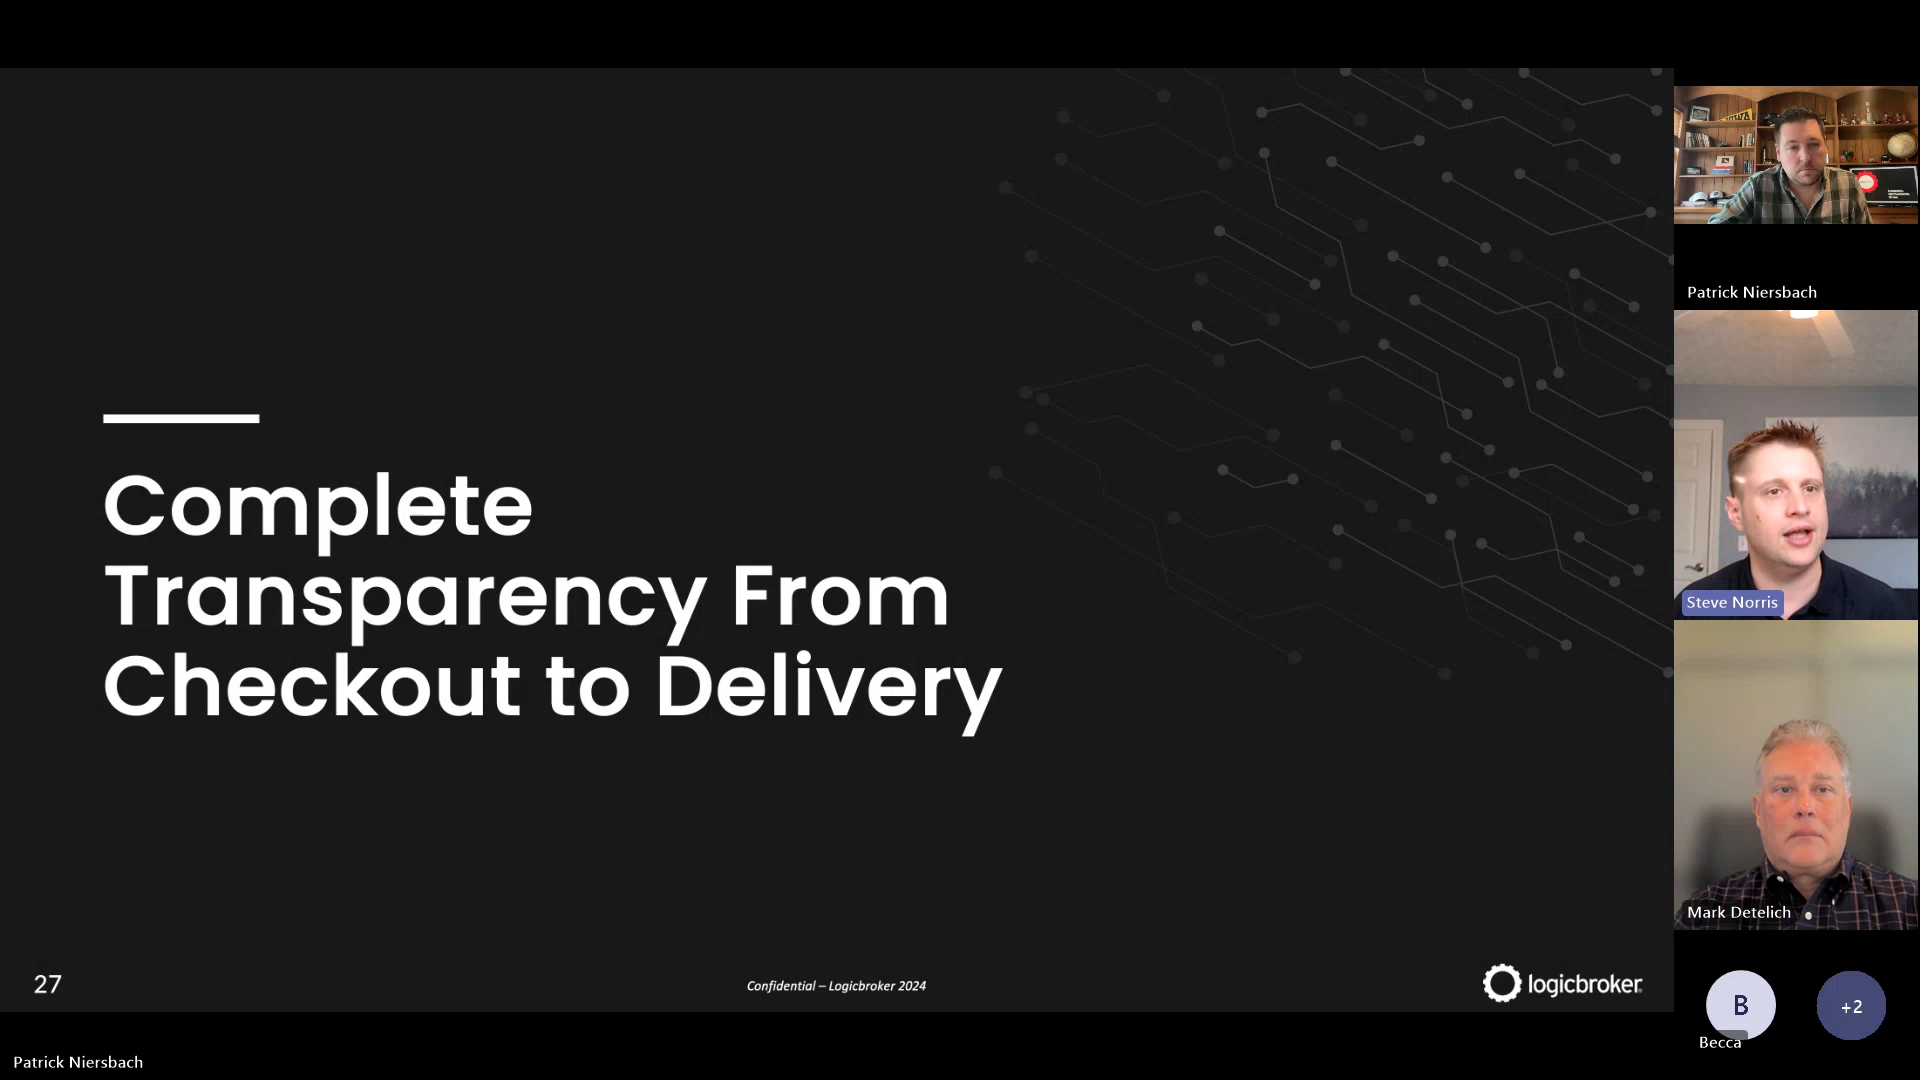 Complete
Transparency From
Checkout to Delivery
27
Confidential – Logicbroker 2024
logicbroker
Patrick Niersbach
Patrick Niersbach
Steve Norris
Mark Detelich
B
+2
Becca